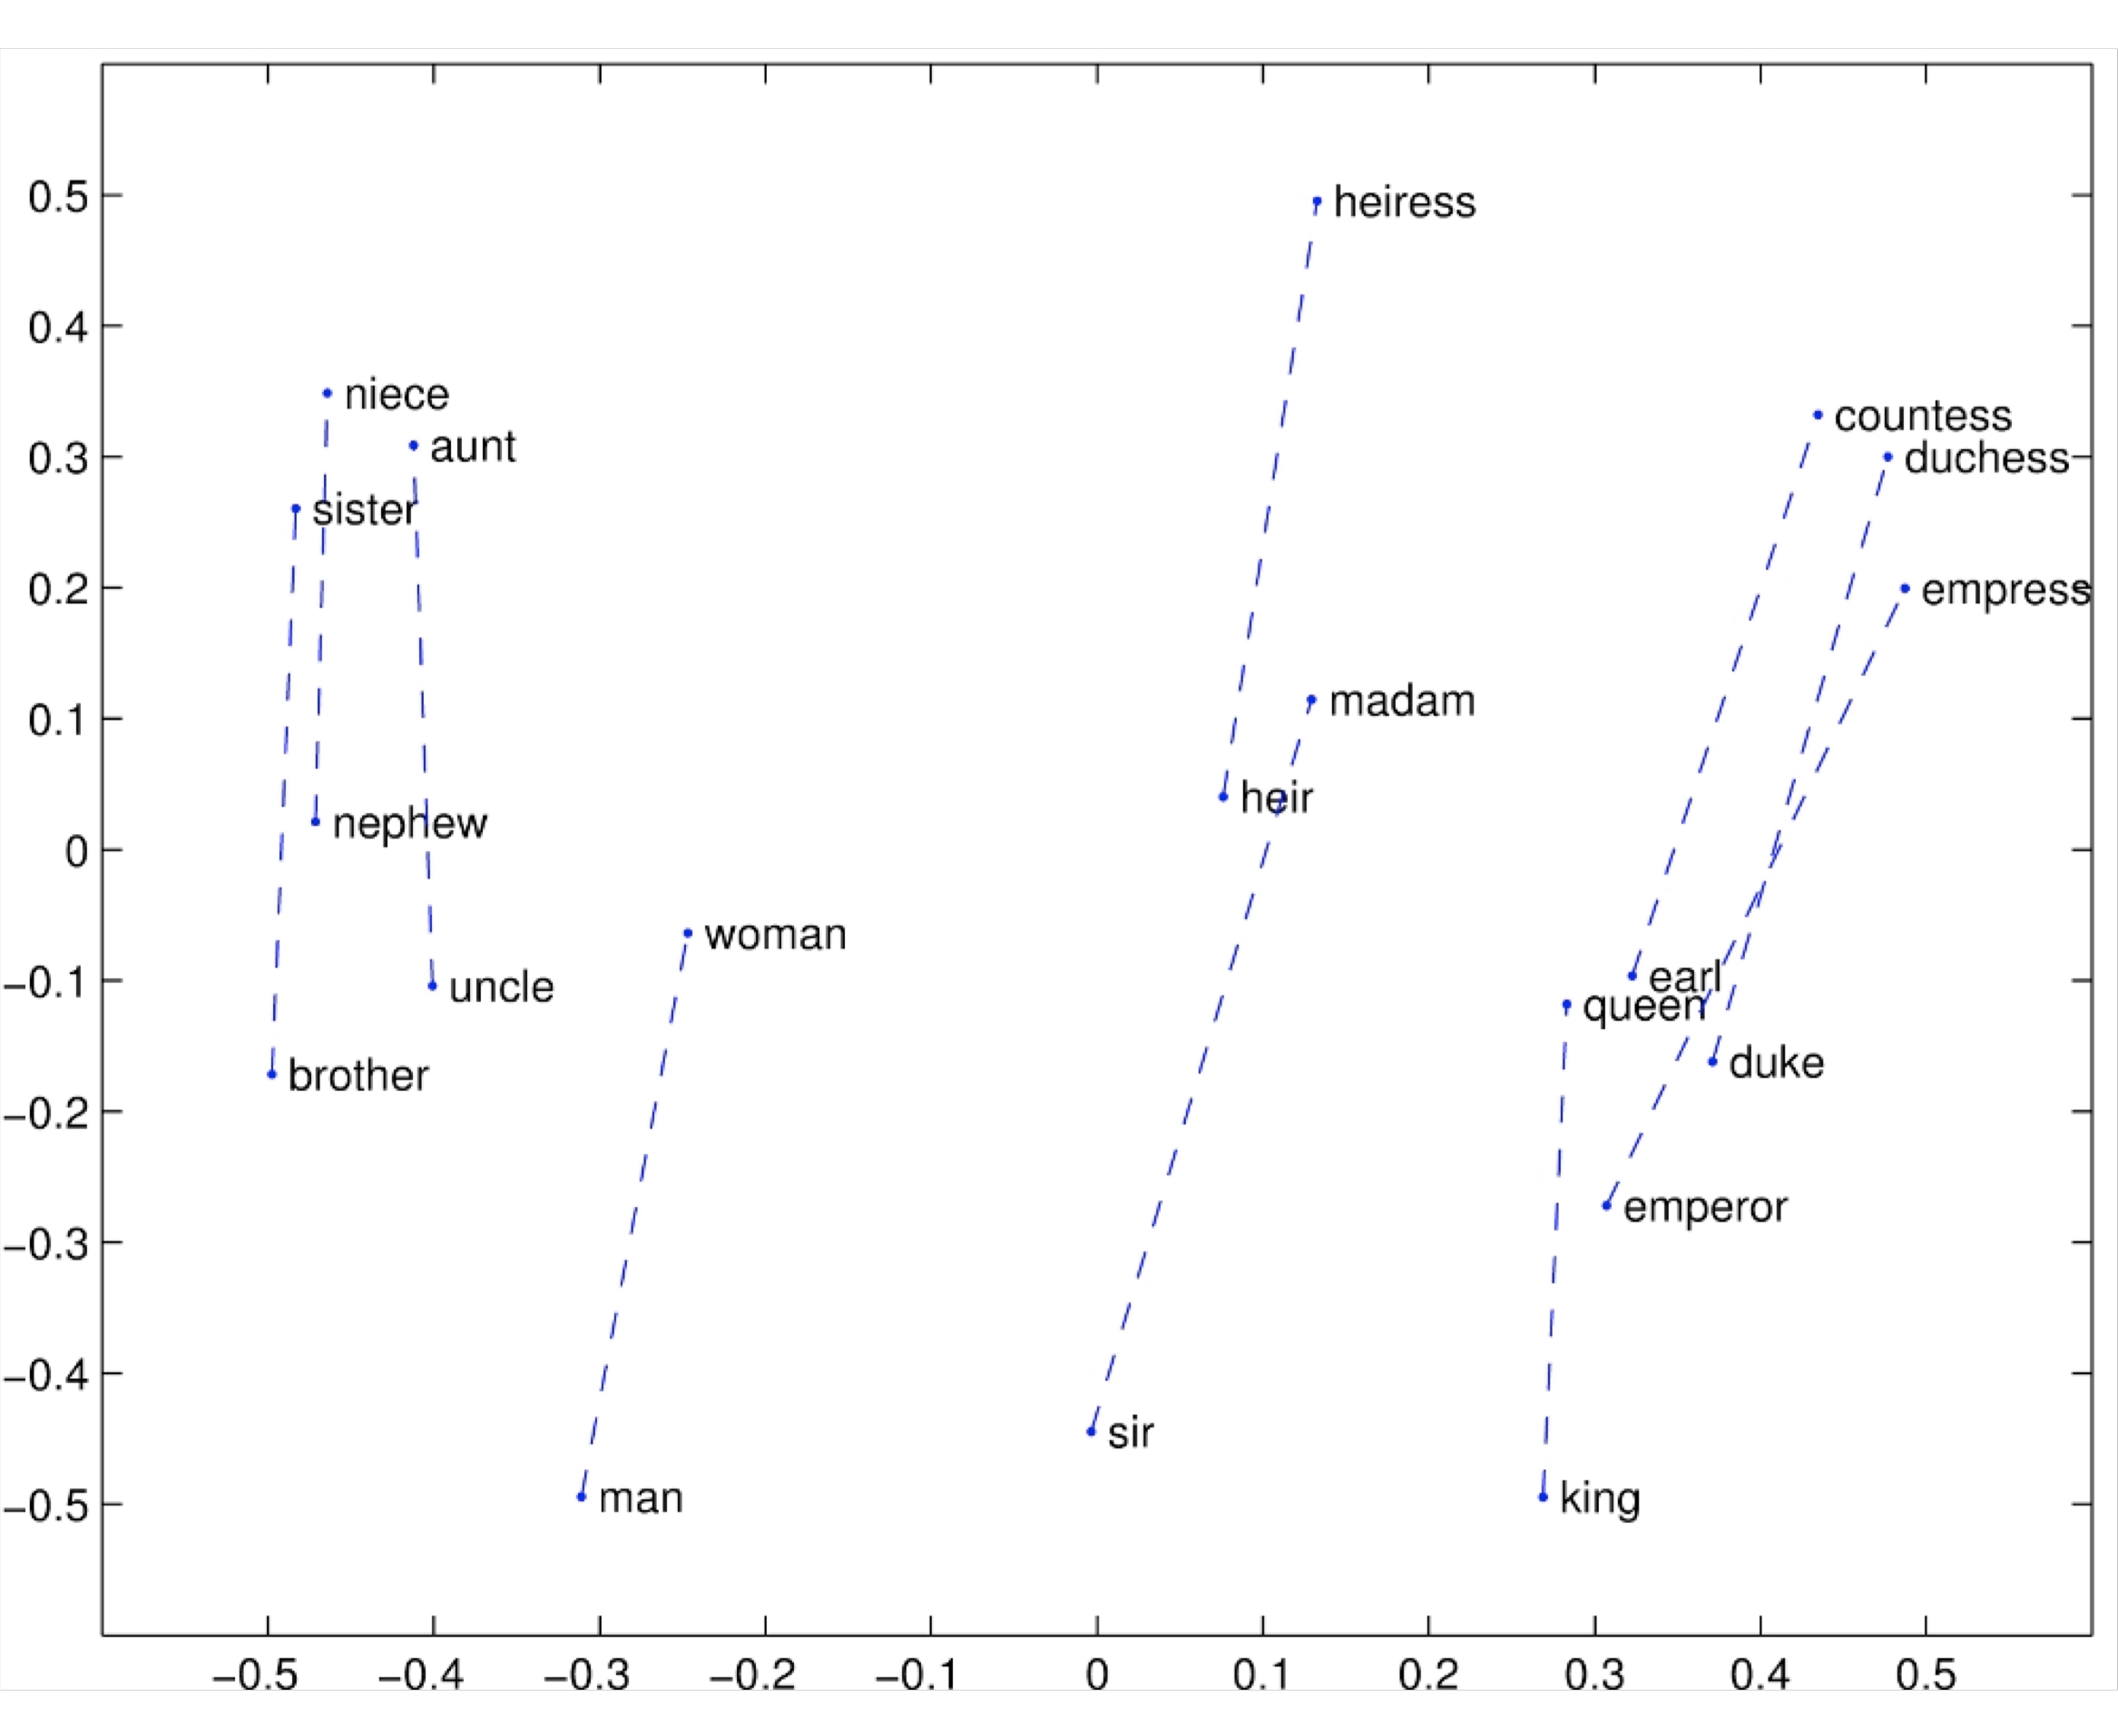 0.5
heiress
0.4
niece
countess
aunt
0.3
duchess
sister
0.2
empress
0.1
madam
heir
nephew
0
woman
earl
−0.1
uncle
queen
duke
brother
−0.2
emperor
−0.3
−0.4
sir
man
king
−0.5
−0.5 −0.4 −0.3 −0.2 −0.1 0 0.1 0.2 0.3 0.4 0.5